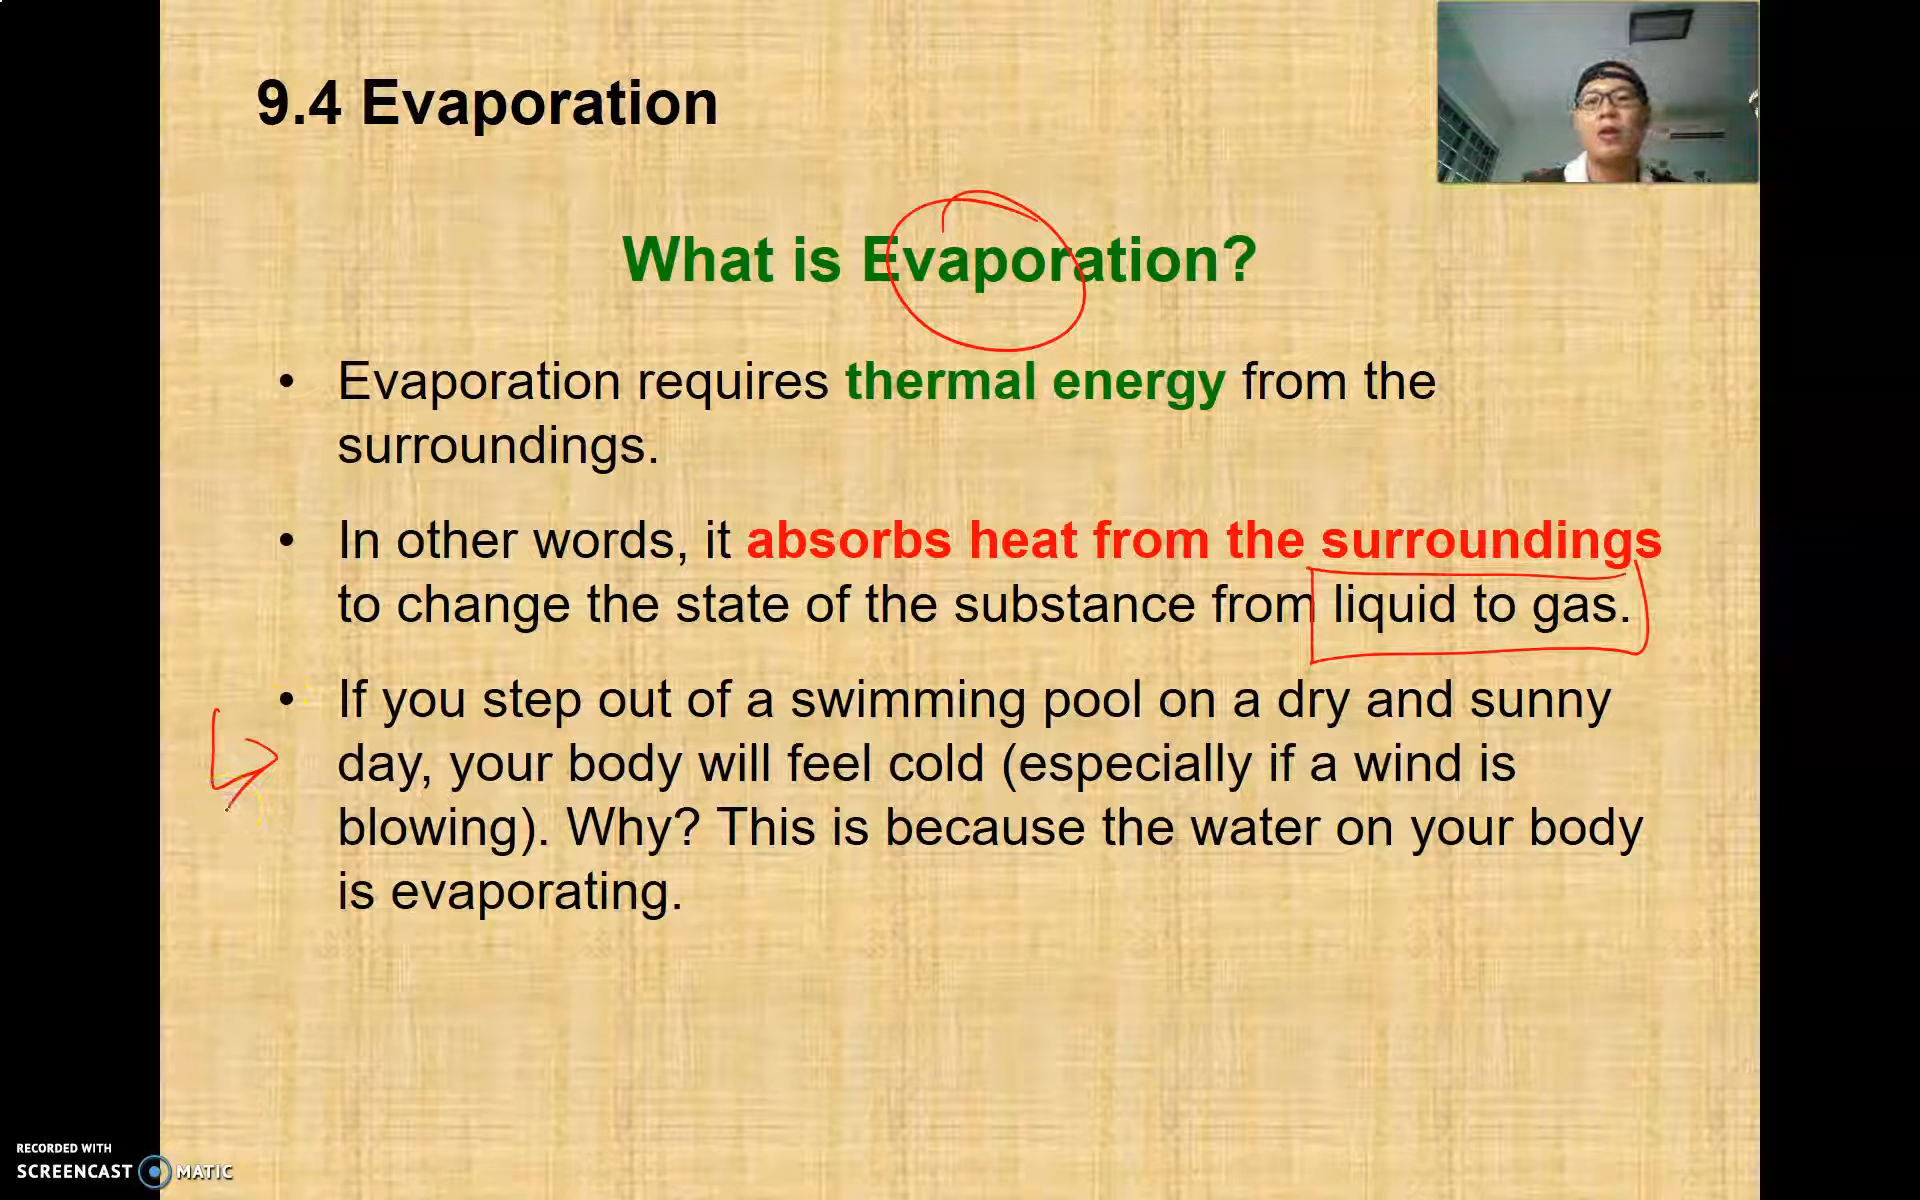 9.4 Evaporation
What is Evaporation?
• Evaporation requires thermal energy from the
surroundings.
• In other words, it absorbs heat from the surroundings
to change the state of the substance from liquid to gas.
• If you step out of a swimming pool on a dry and sunny
day, your body will feel cold (especially if a wind is
blowing). Why? This is because the water on your body
is evaporating.
RECORDED WITH
SCREENCAST MATIC